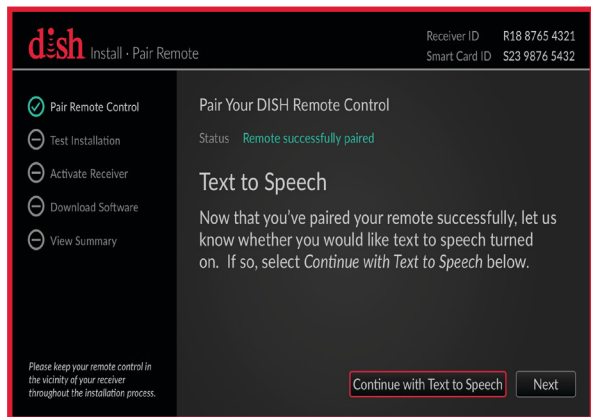 dish Install · Pair Remote
Receiver ID R18 8765 4321
Smart Card ID S23 9876 5432
Pair Remote Control
Test Installation
Activate Receiver
Download Software
View Summary
Please keep your remote control in
the vicinity of your receiver
throughout the installation process.
Pair Your DISH Remote Control
Status Remote successfully paired
Text to Speech
Now that you've paired your remote successfully, let us
know whether you would like text to speech turned
on. If so, select Continue with Text to Speech below.
Continue with Text to Speech
Next